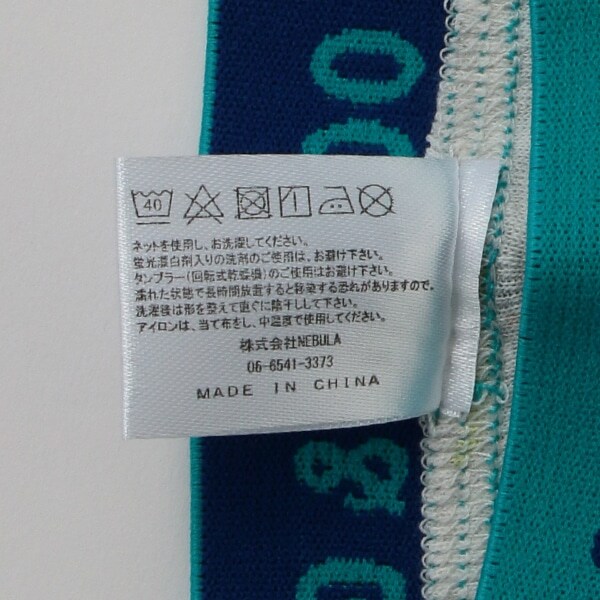 40
ネットを使用し、お洗濯してください。
蛍光漂白剤入りの洗剤のご使用は、お避け下さい。
タンブラー(回転式乾燥機)のご使用はお避け下さい。
濡れた状態で長時間放置すると移染する恐れがありますので、
洗濯後は形を整えて直ぐに陰干しして下さい。
アイロンは、当て布をし、中温度で使用してください。
株式会社NEBULA
06-6541-3373
MADE IN CHINA
&